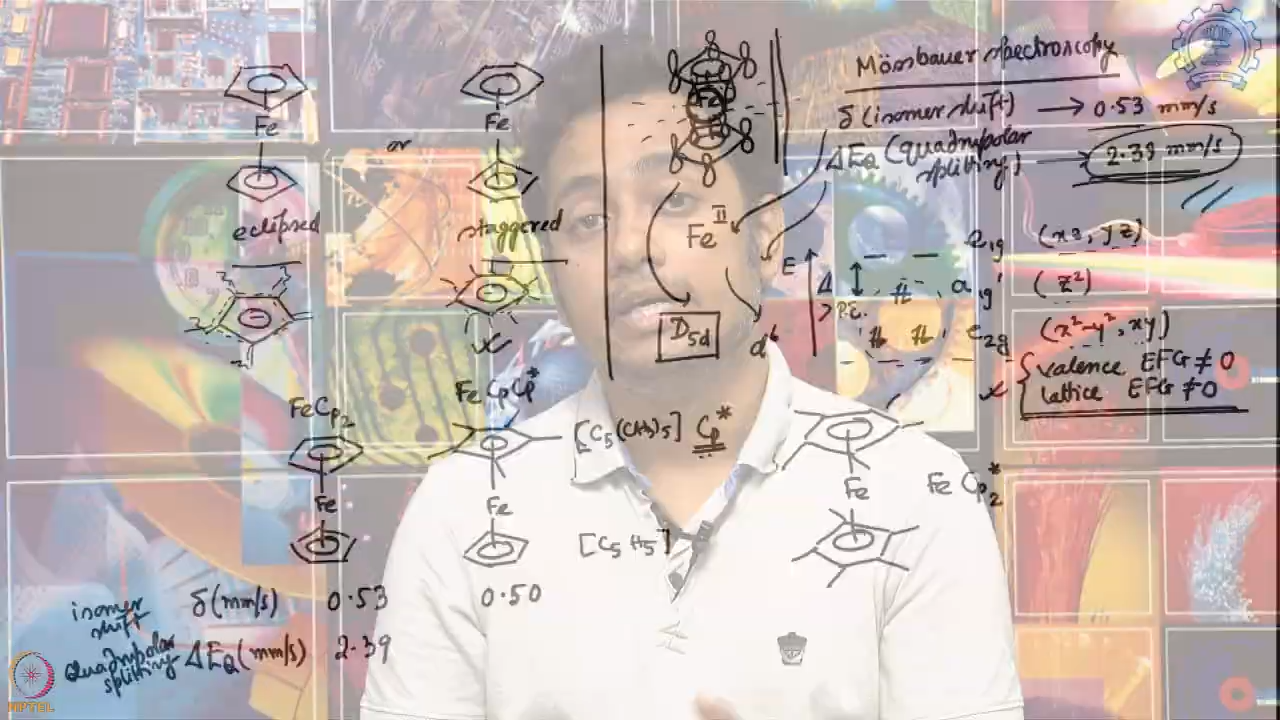 Fe
or
Fe
eclipsed
staggered
Fe
Fe II
D5d
d6
Mössbauer spectroscopy
δ (isomer shift) → 0.53 mm/s
ΔEQ (quadrupolar splitting) → 2.39 mm/s
E
Δ > P.E.
e1g (xz, yz)
a1g' (z²)
e2g (x²-y², xy)
valence EFG ≠ 0
lattice EFG ≠ 0
FeCp2
FeCpCp*
[C5(CH3)5] Cp*
Fe
Fe
Fe
FeCp2*
[C5H5]
isomer shift δ(mm/s) 0.53 0.50
Quadrupolar splitting ΔEQ(mm/s) 2.39
NPTEL